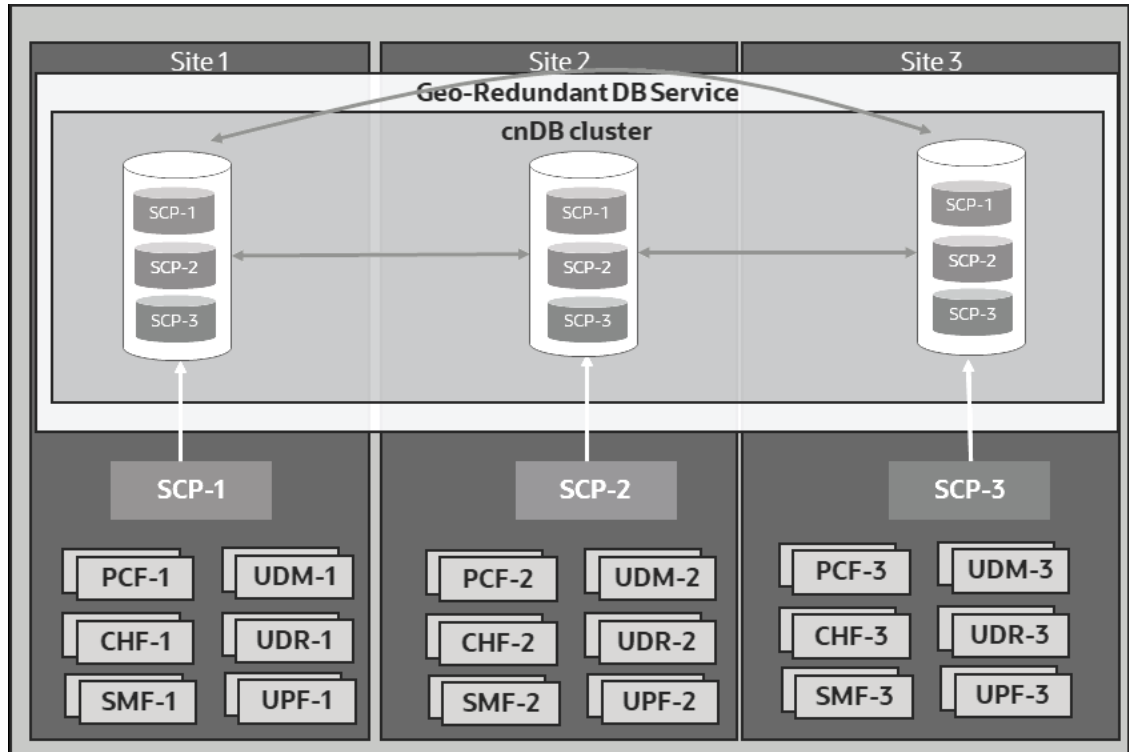 Site 1
Site 2
Site 3
Geo-Redundant DB Service
cnDB cluster
SCP-1
SCP-2
SCP-3
SCP-1
SCP-2
SCP-3
SCP-1
SCP-2
SCP-3
SCP-1
SCP-2
SCP-3
PCF-1
UDM-1
CHF-1
UDR-1
SMF-1
UPF-1
PCF-2
UDM-2
CHF-2
UDR-2
SMF-2
UPF-2
PCF-3
UDM-3
CHF-3
UDR-3
SMF-3
UPF-3